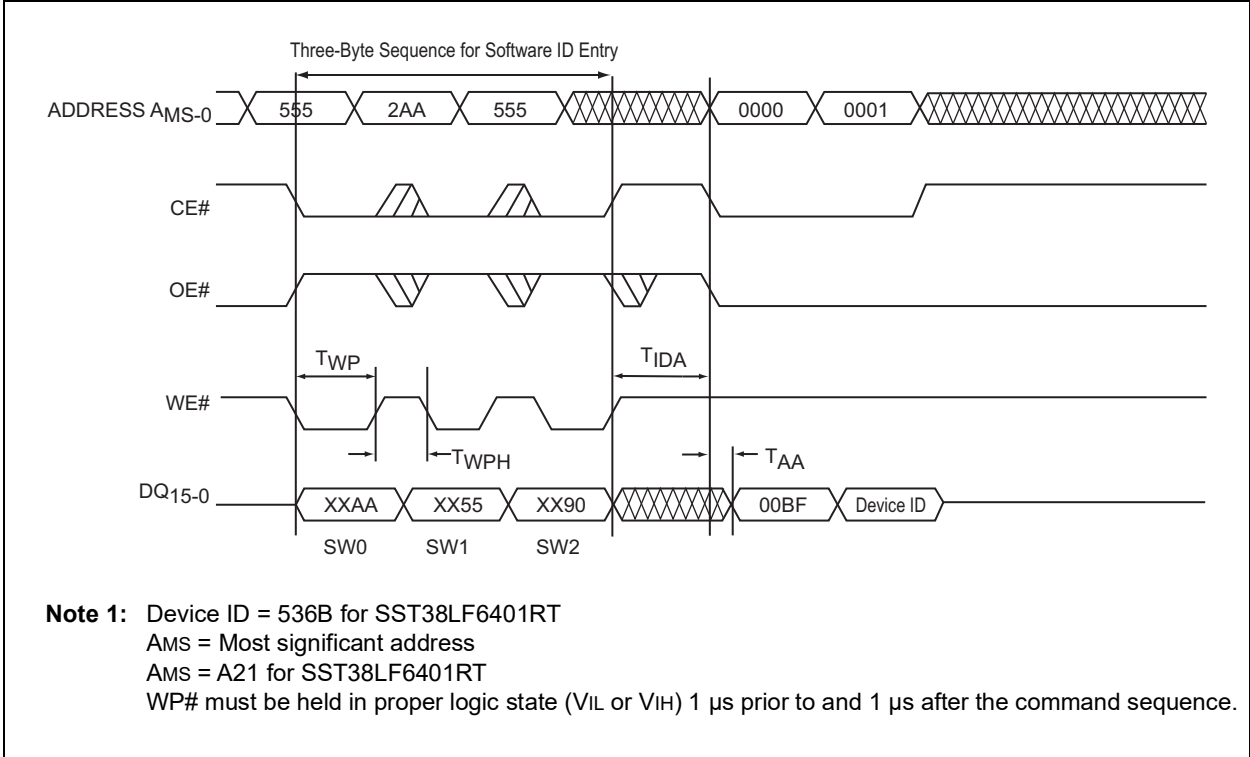 Three-Byte Sequence for Software ID Entry
ADDRESS AMS-0
555 2AA 555 0000 0001
CE#
OE#
TWP TIDA
WE#
TWPH TAA
DQ15-0
XXAA XX55 XX90 00BF Device ID
SW0 SW1 SW2
Note 1: Device ID = 536B for SST38LF6401RT
AMS = Most significant address
AMS = A21 for SST38LF6401RT
WP# must be held in proper logic state (VIL or VIH) 1 μs prior to and 1 μs after the command sequence.